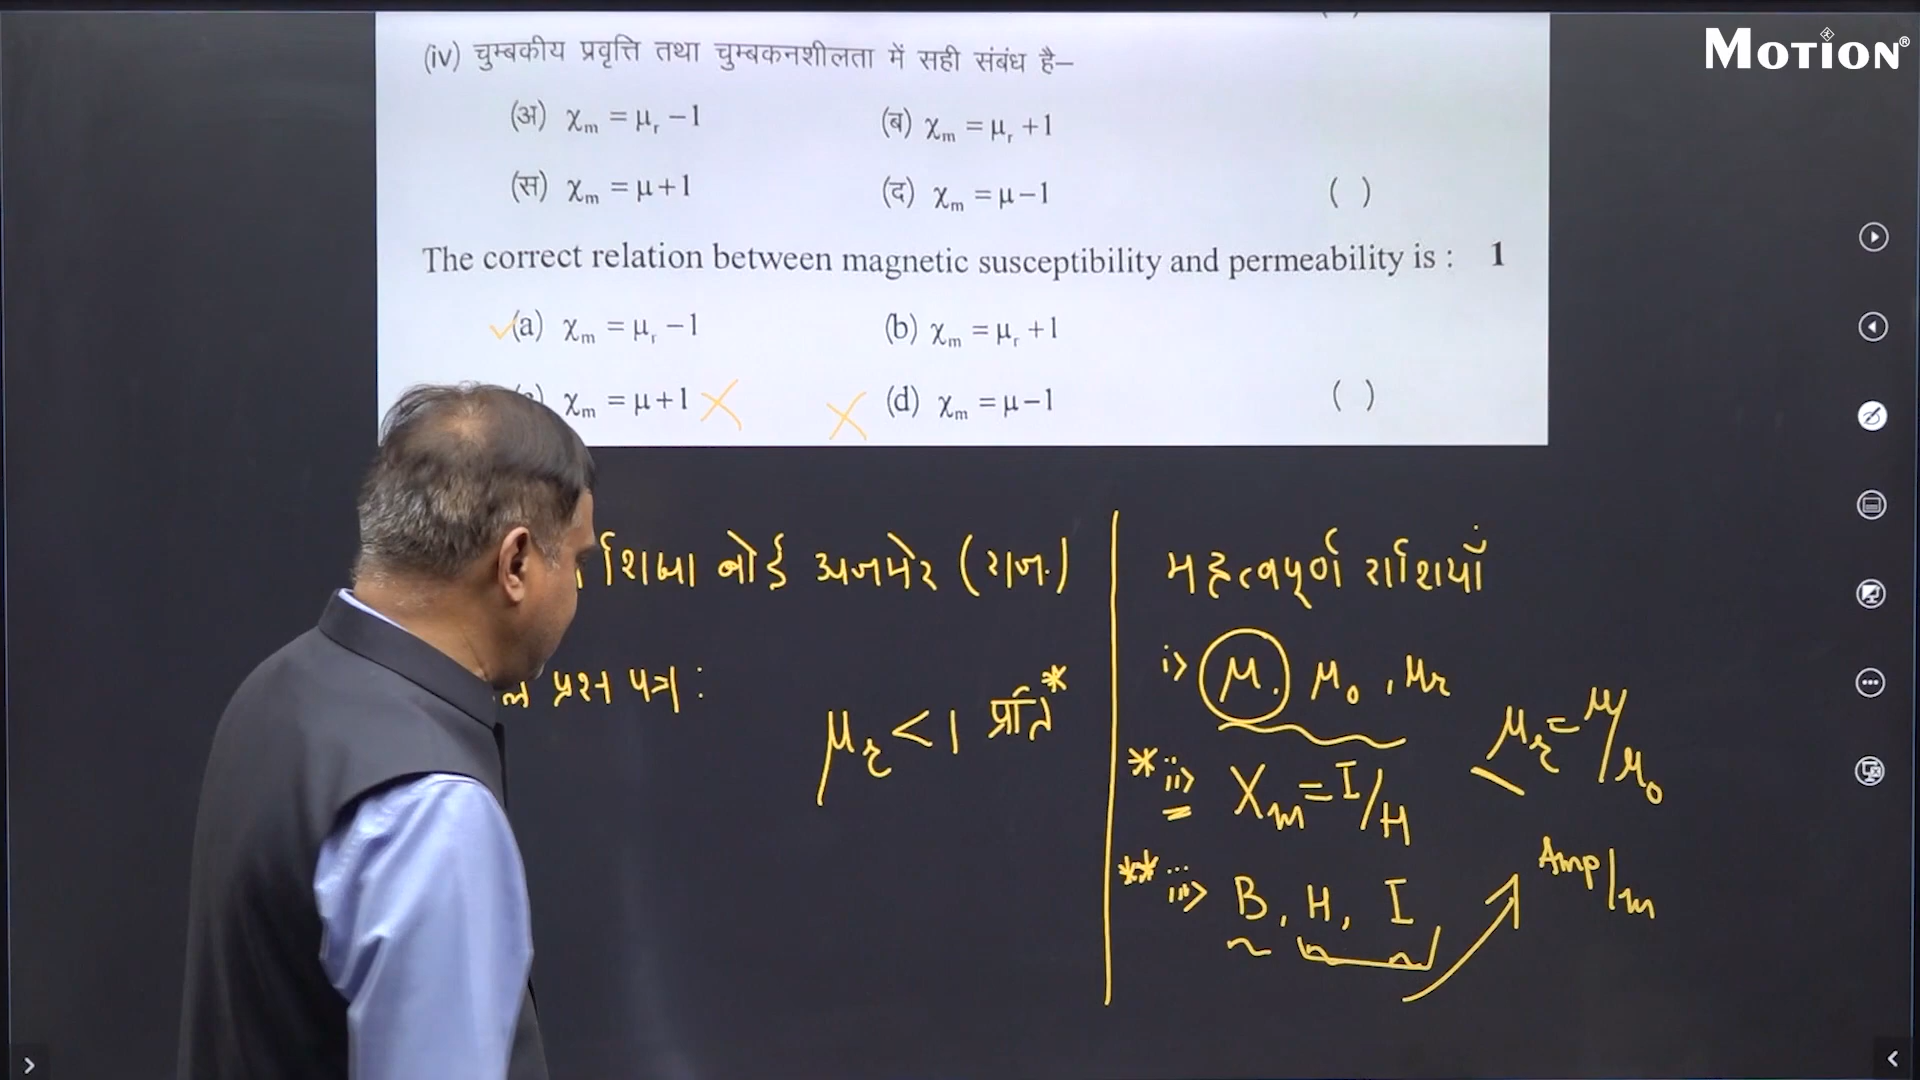 MOTION®
(iv) चुम्बकीय प्रवृत्ति तथा चुम्बकनशीलता में सही संबंध है–
(अ) χm = μr −1 (ब) χm = μr +1
(स) χm = μ+1 (द) χm = μ−1 ( )
The correct relation between magnetic susceptibility and permeability is : 1
(a) χm = μr −1 (b) χm = μr +1
χm = μ+1 (d) χm = μ−1 ( )
शिक्षा बोर्ड अजमेर (राज.)
प्रश्न पत्र :
μr < 1 प्रति*
महत्वपूर्ण राशियाँ
i> μ. μ0 , μr
μr = μ/μ0
* ii> Xm = I/H
** iii> B, H, I
Amp/m